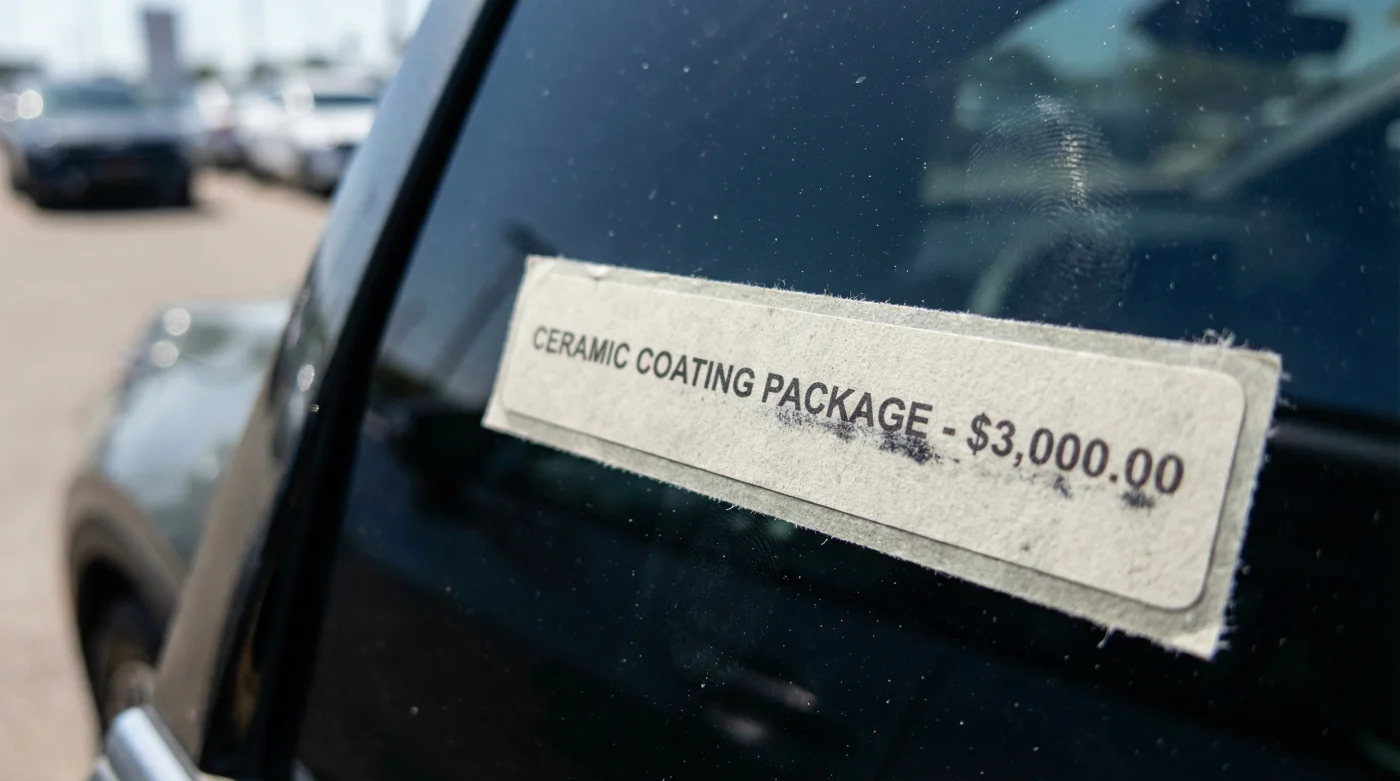 CERAMIC COATING PACKAGE - $3,000.00